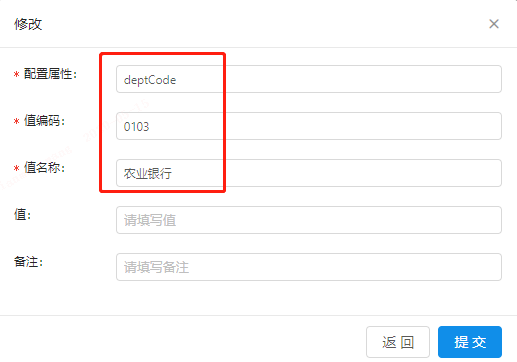 修改
* 配置属性: deptCode
* 值编码: 0103
* 值名称: 农业银行
值: 请填写值
备注: 请填写备注
返 回 提 交